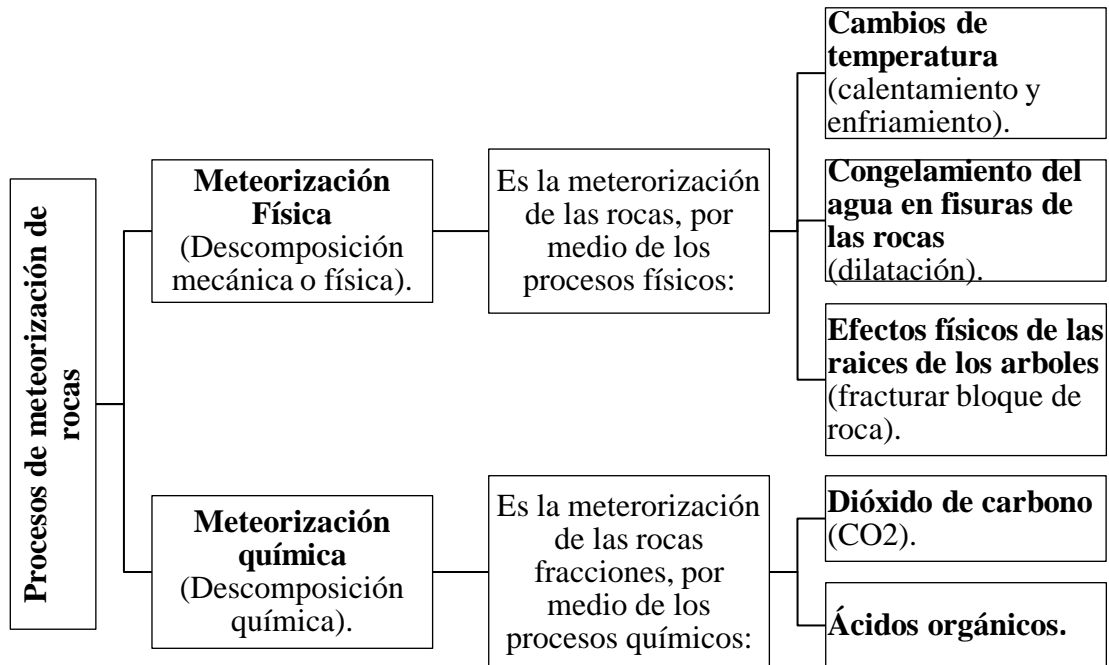 Procesos de meteorización de
rocas
Meteorización
Física
(Descomposición
mecánica o física).
Es la meterorización
de las rocas, por
medio de los
procesos físicos:
Cambios de
temperatura
(calentamiento y
enfriamiento).
Congelamiento del
agua en fisuras de
las rocas
(dilatación).
Efectos físicos de las
raices de los arboles
(fracturar bloque de
roca).
Meteorización
química
(Descomposición
química).
Es la meterorización
de las rocas
fracciones, por
medio de los
procesos químicos:
Dióxido de carbono
(CO2).
Ácidos orgánicos.